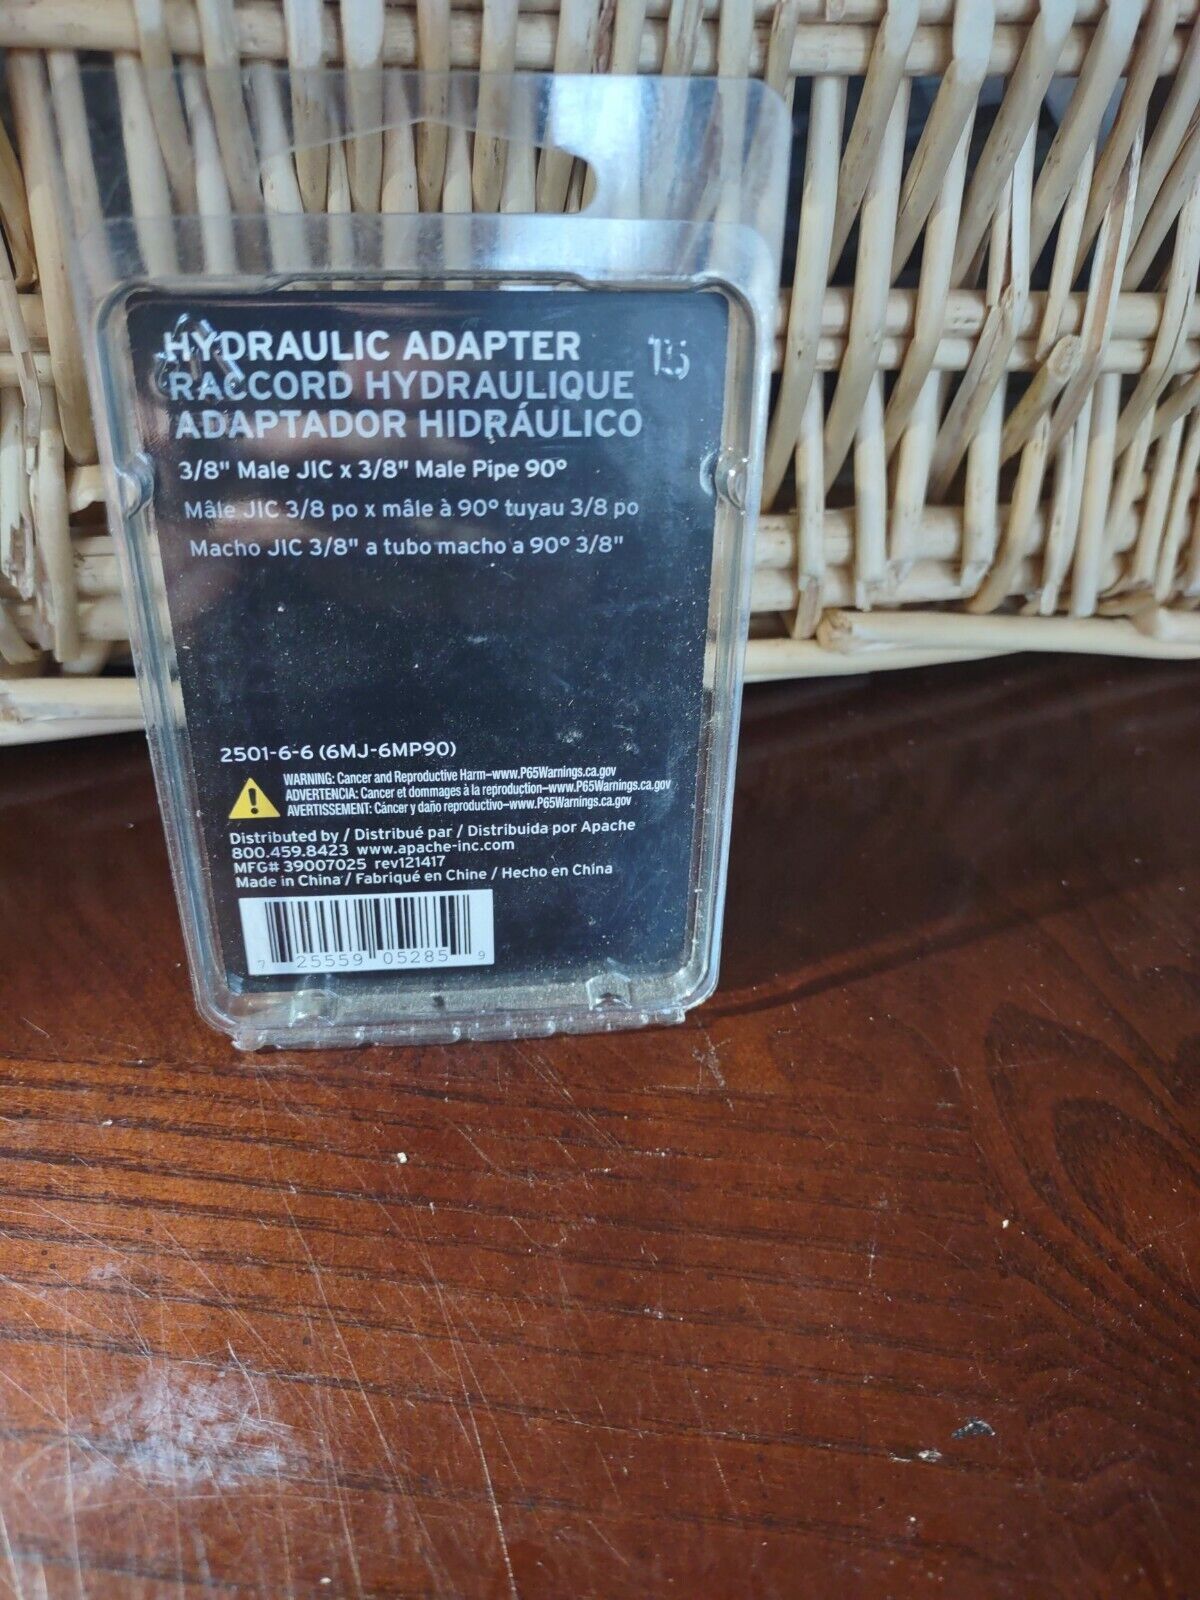 HYDRAULIC ADAPTER
RACCORD HYDRAULIQUE
ADAPTADOR HIDRÁULICO
3/8" Male JIC x 3/8" Male Pipe 90°
Mâle JIC 3/8 po x mâle à 90° tuyau 3/8 po
Macho JIC 3/8" a tubo macho a 90° 3/8"
2501-6-6 (6MJ-6MP90)
WARNING: Cancer and Reproductive Harm–www.P65Warnings.ca.gov
ADVERTENCIA: Cancer et dommages à la reproduction–www.P65Warnings.ca.gov
AVERTISSEMENT: Cáncer y daño reproductivo–www.P65Warnings.ca.gov
Distributed by / Distribué par / Distribuida por Apache
800.459.8423 www.apache-inc.com
MFG# 39007025 rev121417
Made in China / Fabriqué en Chine / Hecho en China
7 25559 05285 9